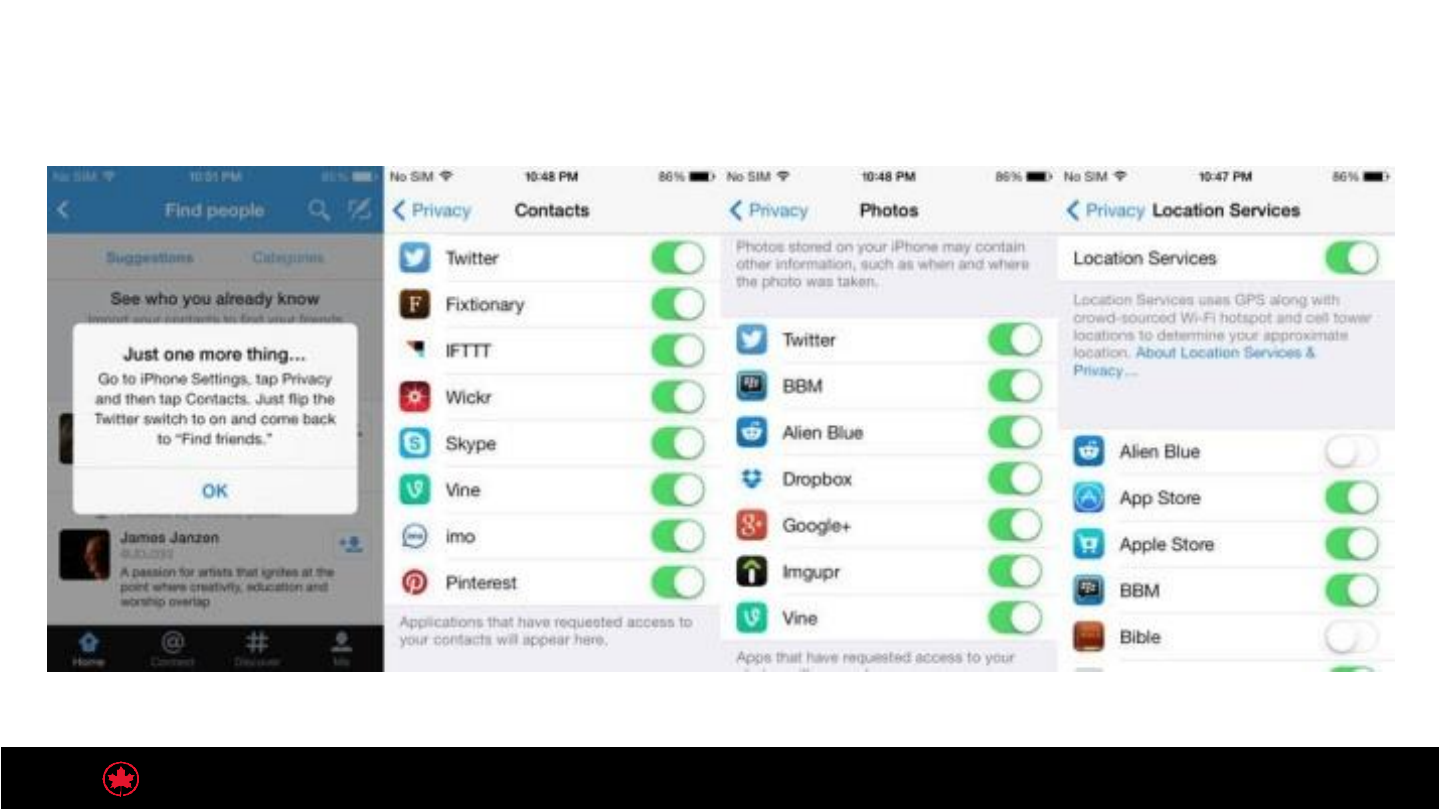 No SIM 10:51 PM 86%
Find people
Suggestions Categories
See who you already know
Import your contacts to find your friends
Just one more thing...
Go to iPhone Settings, tap Privacy
and then tap Contacts. Just flip the
Twitter switch to on and come back
to “Find friends.”
OK
James Janzen
A passion for artists that ignites at the
point where creativity, education and
worship overlap
Home Connect Discover Me
No SIM 10:48 PM 86%
Privacy Contacts
Twitter
Fixtionary
IFTTT
Wickr
Skype
Vine
imo
Pinterest
Applications that have requested access to
your contacts will appear here.
No SIM 10:48 PM 86%
Privacy Photos
Photos stored on your iPhone may contain
other information, such as when and where
the photo was taken.
Twitter
BBM
Alien Blue
Dropbox
Google+
Imgupr
Vine
Apps that have requested access to your
No SIM 10:47 PM 86%
Privacy Location Services
Location Services
Location Services uses GPS along with
crowd-sourced Wi-Fi hotspot and cell tower
locations to determine your approximate
location. About Location Services &
Privacy...
Alien Blue
App Store
Apple Store
BBM
Bible